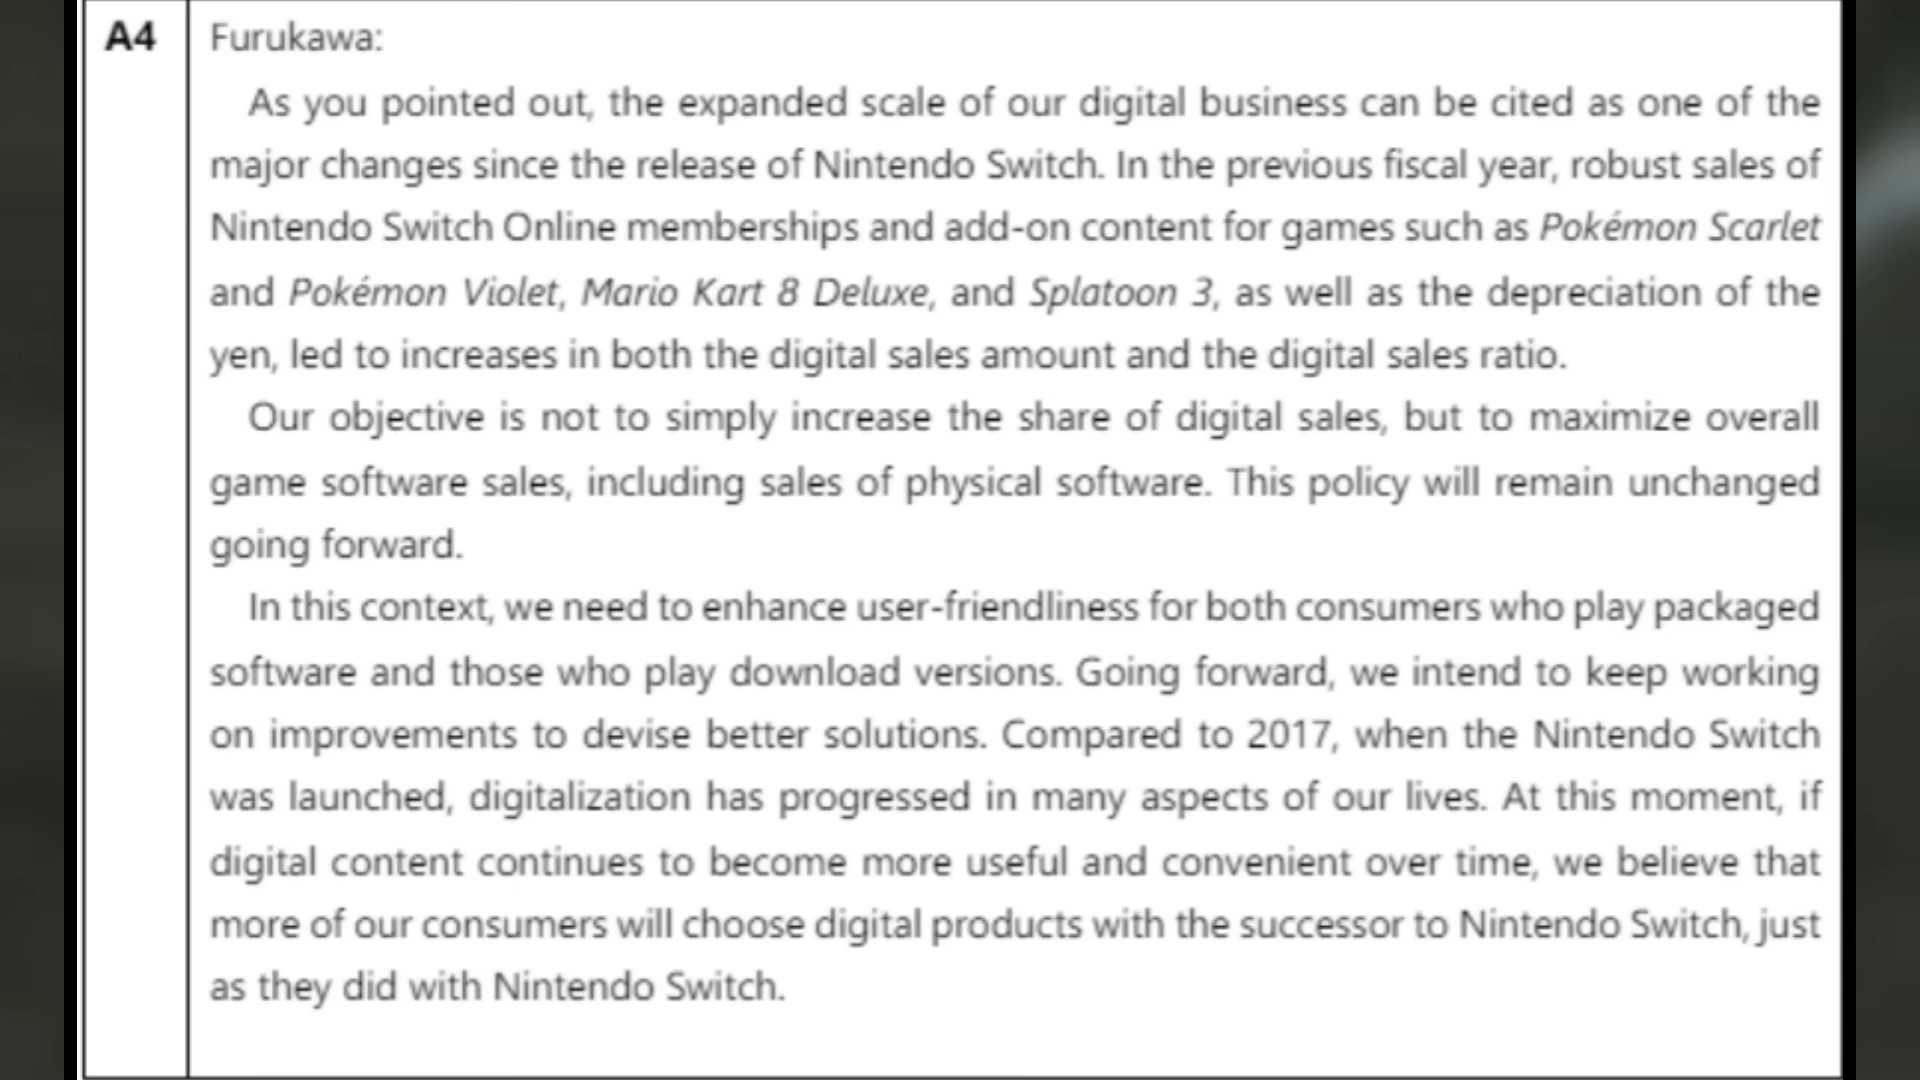 A4 Furukawa:
As you pointed out, the expanded scale of our digital business can be cited as one of the
major changes since the release of Nintendo Switch. In the previous fiscal year, robust sales of
Nintendo Switch Online memberships and add-on content for games such as Pokémon Scarlet
and Pokémon Violet, Mario Kart 8 Deluxe, and Splatoon 3, as well as the depreciation of the
yen, led to increases in both the digital sales amount and the digital sales ratio.
Our objective is not to simply increase the share of digital sales, but to maximize overall
game software sales, including sales of physical software. This policy will remain unchanged
going forward.
In this context, we need to enhance user-friendliness for both consumers who play packaged
software and those who play download versions. Going forward, we intend to keep working
on improvements to devise better solutions. Compared to 2017, when the Nintendo Switch
was launched, digitalization has progressed in many aspects of our lives. At this moment, if
digital content continues to become more useful and convenient over time, we believe that
more of our consumers will choose digital products with the successor to Nintendo Switch, just
as they did with Nintendo Switch.